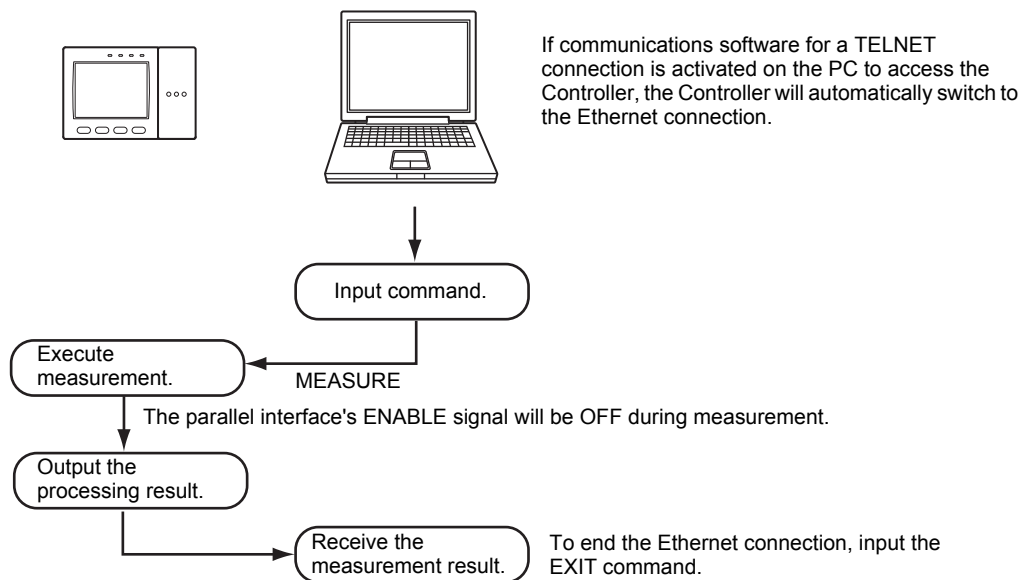 If communications software for a TELNET
connection is activated on the PC to access the
Controller, the Controller will automatically switch to
the Ethernet connection.
Input command.
Execute
measurement.
MEASURE
The parallel interface's ENABLE signal will be OFF during measurement.
Output the
processing result.
Receive the
measurement result.
To end the Ethernet connection, input the
EXIT command.